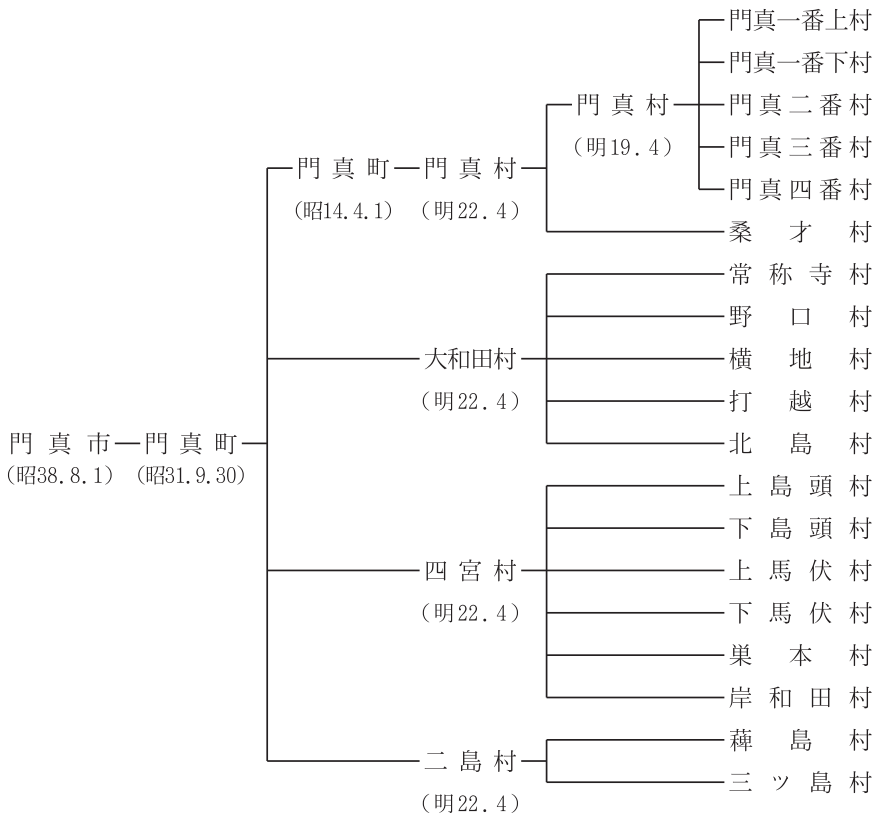 門真一番上村
門真一番下村
門真村
門真二番村
(明19.4)
門真三番村
門真町
門真村
門真四番村
(昭14.4.1)
(明22.4)
桑才村
常称寺村
野口村
大和田村
横地村
(明22.4)
打越村
門真市
門真町
北島村
(昭38.8.1)
(昭31.9.30)
上島頭村
下島頭村
四宮村
上馬伏村
(明22.4)
下馬伏村
巣本村
岸和田村
二島村
稗島村
三ツ島村
(明22.4)